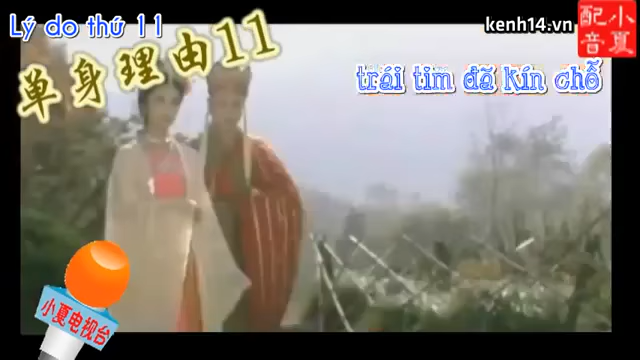 Lý do thứ 11
kenh14.vn
小夏
配音
单身理由11
trái tim đã kín chỗ
小夏电视台